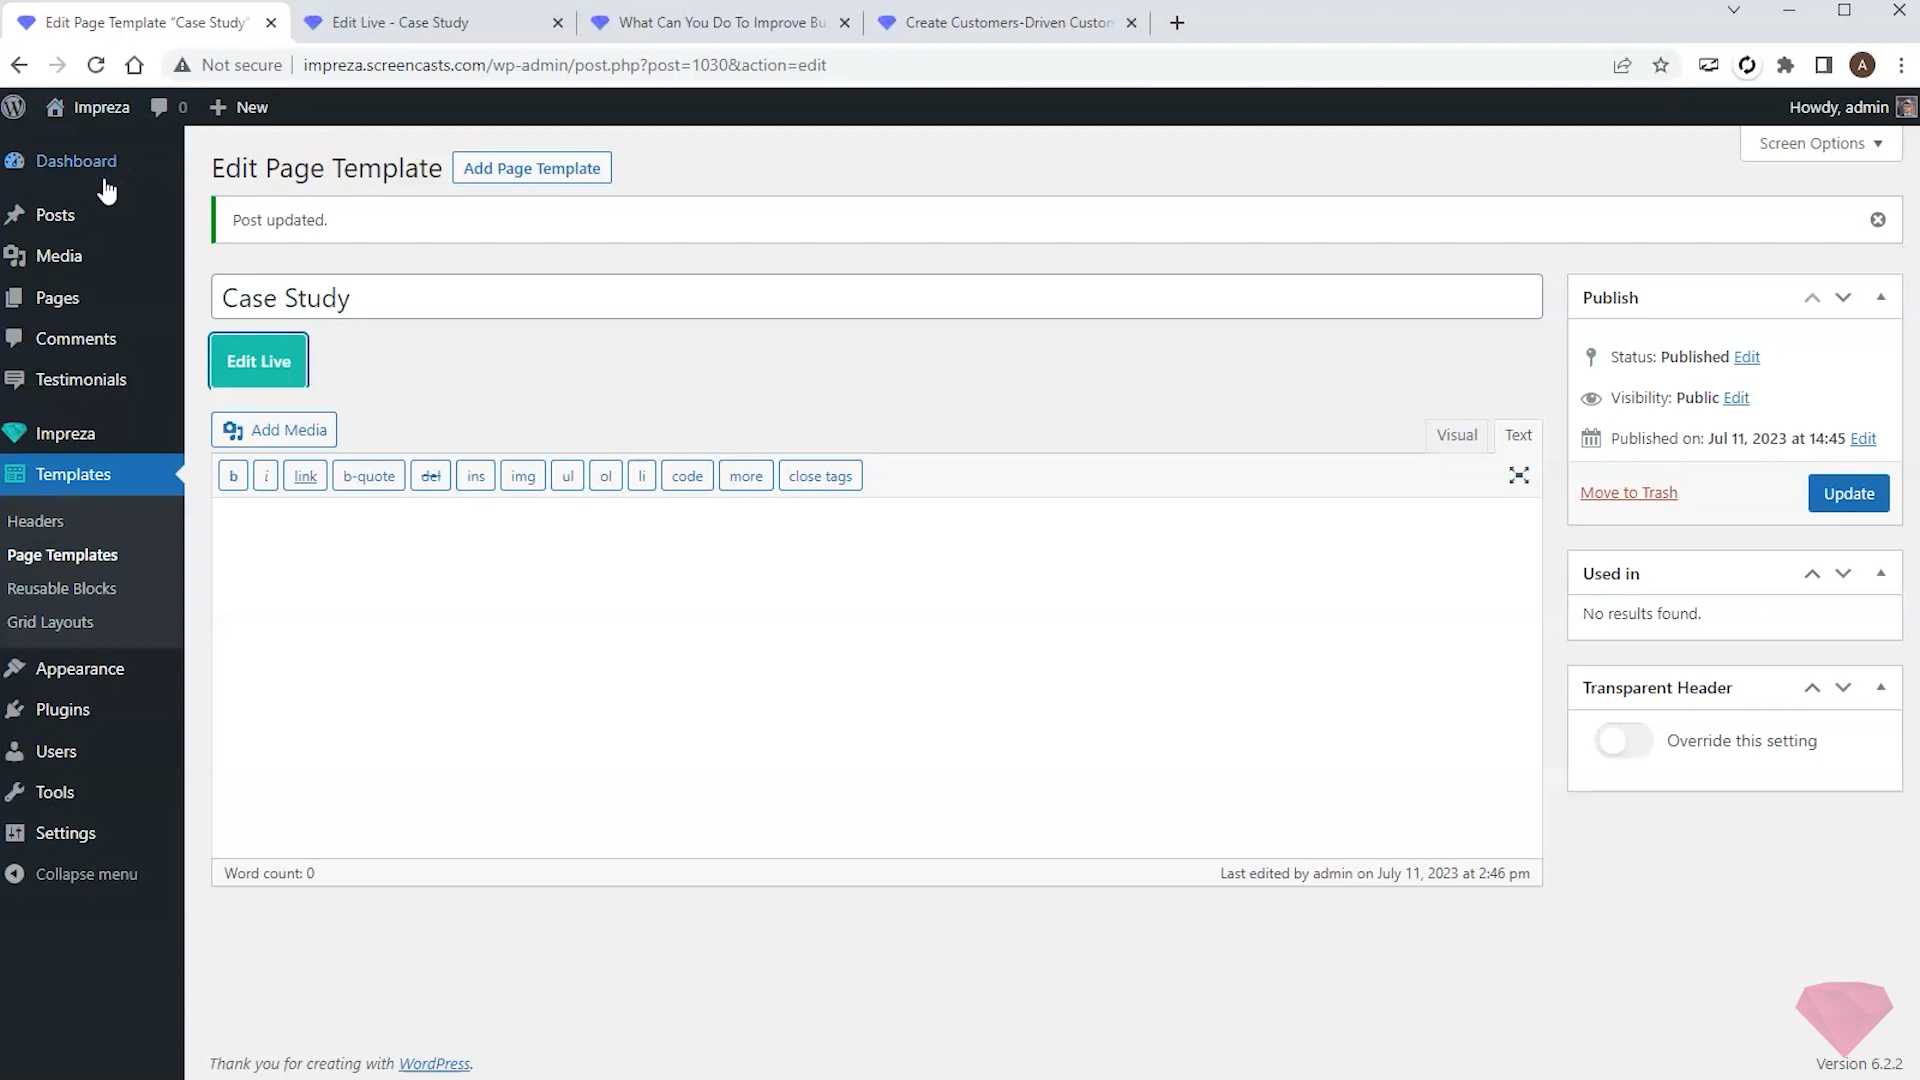 Edit Page Template “Case Study”
Edit Live - Case Study
What Can You Do To Improve Bu
Create Customers-Driven Custon
Not secure
impreza.screencasts.com/wp-admin/post.php?post=1030&action=edit
A
Impreza
0
New
Howdy, admin
Dashboard
Posts
Media
Pages
Comments
Testimonials
Impreza
Templates
Headers
Page Templates
Reusable Blocks
Grid Layouts
Appearance
Plugins
Users
Tools
Settings
Collapse menu
Screen Options
Edit Page Template
Add Page Template
Post updated.
Case Study
Edit Live
Add Media
Visual
Text
b i link b-quote del ins img ul ol li code more close tags
Word count: 0
Last edited by admin on July 11, 2023 at 2:46 pm
Publish
Status: Published Edit
Visibility: Public Edit
Published on: Jul 11, 2023 at 14:45 Edit
Move to Trash
Update
Used in
No results found.
Transparent Header
Override this setting
Thank you for creating with WordPress.
Version 6.2.2